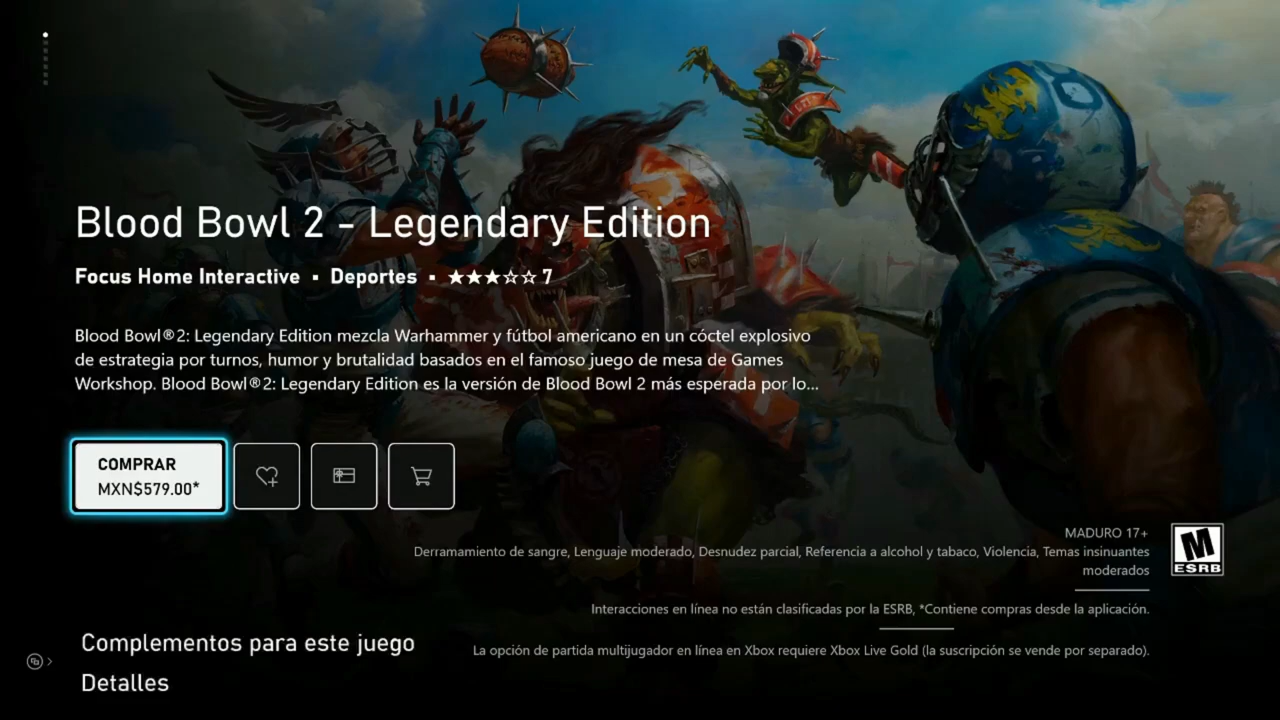 Blood Bowl 2 - Legendary Edition
Focus Home Interactive ▪ Deportes ▪ ★★★☆☆ 7
Blood Bowl®2: Legendary Edition mezcla Warhammer y fútbol americano en un cóctel explosivo
de estrategia por turnos, humor y brutalidad basados en el famoso juego de mesa de Games
Workshop. Blood Bowl®2: Legendary Edition es la versión de Blood Bowl 2 más esperada por lo...
COMPRAR
MXN$579.00*
MADURO 17+
Derramamiento de sangre, Lenguaje moderado, Desnudez parcial, Referencia a alcohol y tabaco, Violencia, Temas insinuantes
moderados
M
ESRB
Interacciones en línea no están clasificadas por la ESRB, *Contiene compras desde la aplicación.
La opción de partida multijugador en línea en Xbox requiere Xbox Live Gold (la suscripción se vende por separado).
Complementos para este juego
Detalles